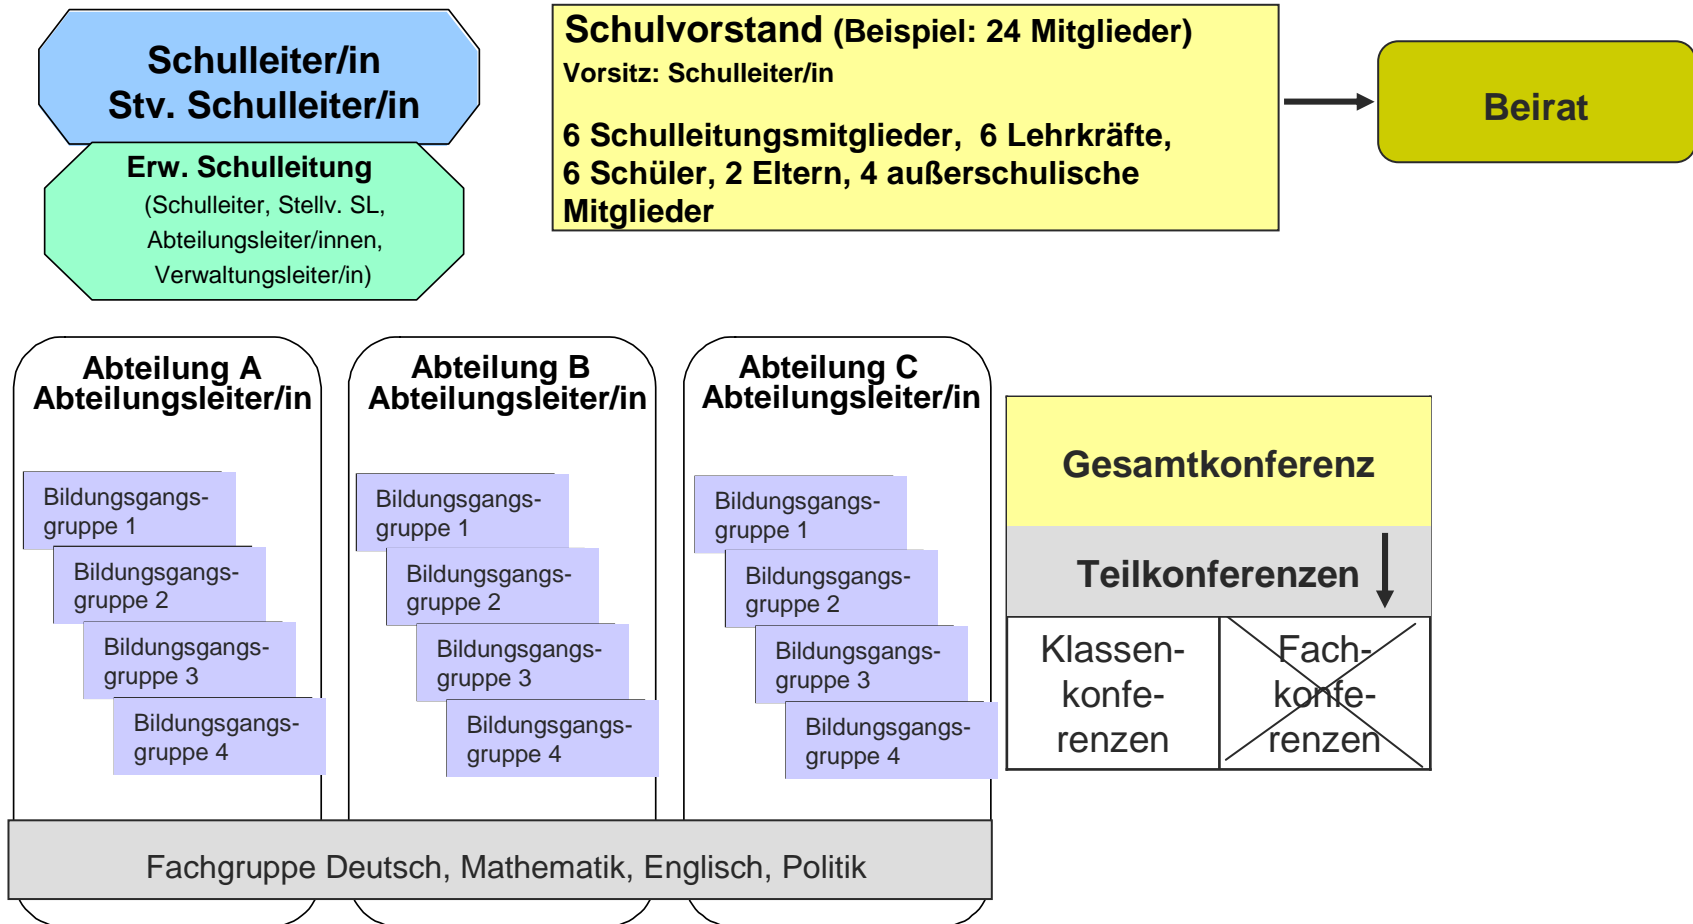 Schulleiter/in
Stv. Schulleiter/in
Erw. Schulleitung
(Schulleiter, Stellv. SL,
Abteilungsleiter/innen,
Verwaltungsleiter/in)
Schulvorstand (Beispiel: 24 Mitglieder)
Vorsitz: Schulleiter/in
6 Schulleitungsmitglieder, 6 Lehrkräfte,
6 Schüler, 2 Eltern, 4 außerschulische
Mitglieder
Beirat
Abteilung A
Abteilungsleiter/in
Bildungsgangs-
gruppe 1
Bildungsgangs-
gruppe 2
Bildungsgangs-
gruppe 3
Bildungsgangs-
gruppe 4
Abteilung B
Abteilungsleiter/in
Bildungsgangs-
gruppe 1
Bildungsgangs-
gruppe 2
Bildungsgangs-
gruppe 3
Bildungsgangs-
gruppe 4
Abteilung C
Abteilungsleiter/in
Bildungsgangs-
gruppe 1
Bildungsgangs-
gruppe 2
Bildungsgangs-
gruppe 3
Bildungsgangs-
gruppe 4
Fachgruppe Deutsch, Mathematik, Englisch, Politik
Gesamtkonferenz
Teilkonferenzen
Klassen-
konfe-
renzen
Fach-
konfe-
renzen